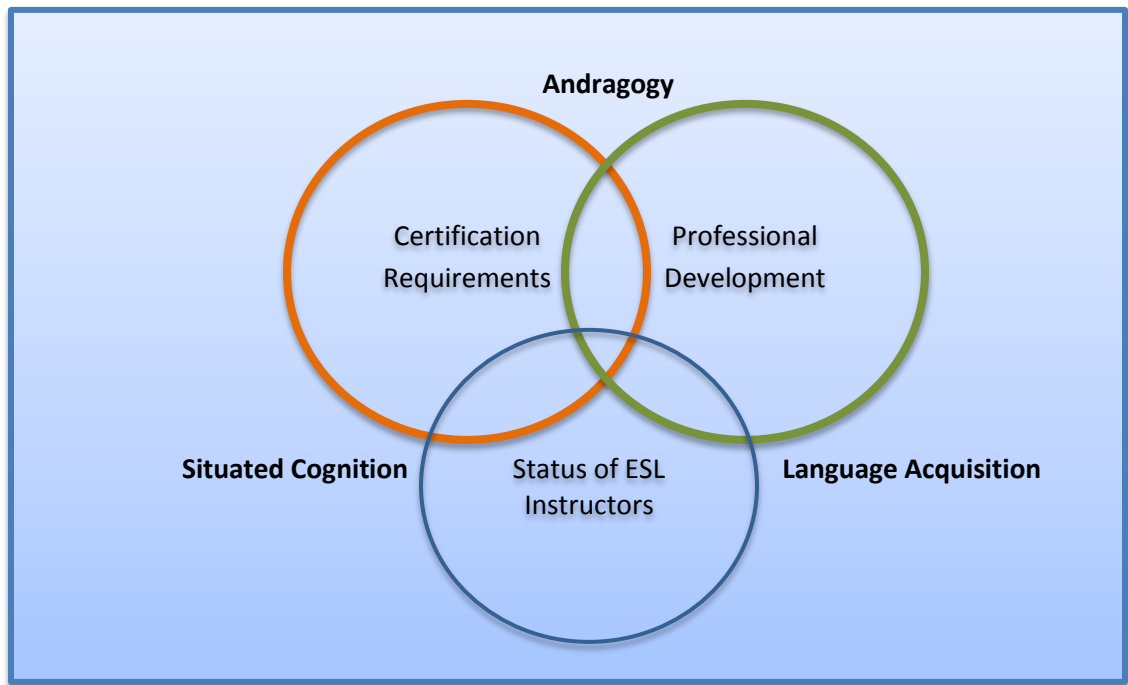 Andragogy
Certification
Requirements
Professional
Development
Situated Cognition
Status of ESL
Instructors
Language Acquisition